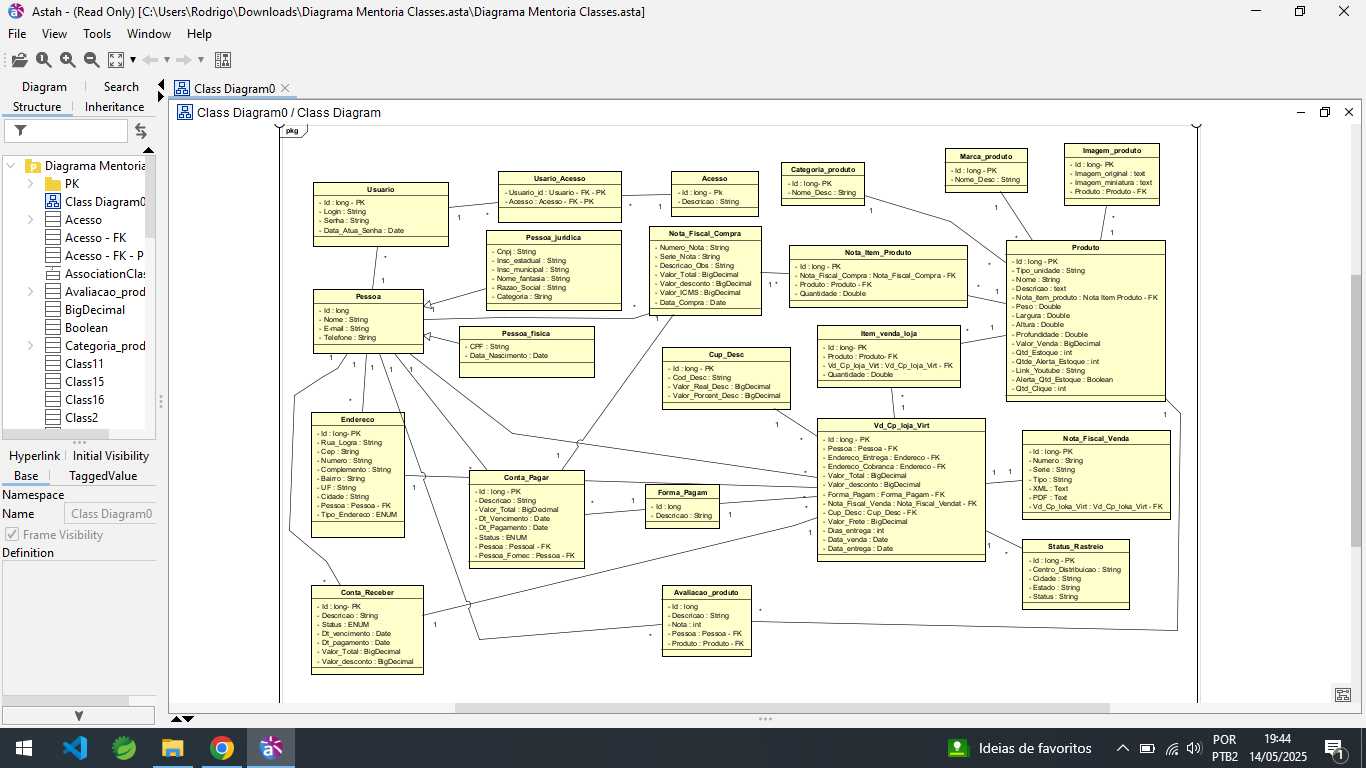 Astah - (Read Only) [C:\Users\Rodrigo\Downloads\Diagrama Mentoria Classes.asta\Diagrama Mentoria Classes.asta]
File View Tools Window Help
Diagram Search
Structure Inheritance
Diagrama Mentoria
PK
Class Diagram0
Acesso
Acesso - FK
Acesso - FK - P
AssociationClas
Avaliacao_prod
BigDecimal
Boolean
Categoria_prod
Class11
Class15
Class16
Class2
Hyperlink Initial Visibility
Base TaggedValue
Namespace
Name Class Diagram0
Frame Visibility
Definition
Class Diagram0
Class Diagram0 / Class Diagram
pkg
Usuario
- Id : long - PK
- Login : String
- Senha : String
- Data_Atua_Senha : Date
Usario_Acesso
- Usuario_id : Usuario - FK - PK
- Acesso : Acesso - FK - PK
Acesso
- Id : long - Pk
- Descricao : String
Categoria_produto
- Id : long- PK
- Nome_Desc : String
Marca_produto
- Id : long - PK
- Nome_Desc : String
Imagem_produto
- Id : long- PK
- Imagem_original : text
- Imagem_miniatura : text
- Produto : Produto - FK
Pessoa_juridica
- Cnpj : String
- Insc_estadual : String
- Insc_municipal : String
- Nome_fantasia : String
- Razao_Social : String
- Categoria : String
Nota_Fiscal_Compra
- Numero_Nota : String
- Serie_Nota : String
- Descricao_Obs : String
- Valor_Total : BigDecimal
- Valor_desconto : BigDecimal
- Valor_ICMS : BigDecimal
- Data_Compra : Date
Nota_Item_Produto
- Id : long - PK
- Nota_Fiscal_Compra : Nota_Fiscal_Compra - FK
- Produto : Produto - FK
- Quantidade : Double
Produto
- Id : long - PK
- Tipo_unidade : String
- Nome : String
- Descricao : text
- Nota_item_produto : Nota Item Produto - FK
- Peso : Double
- Largura : Double
- Altura : Double
- Profundidade : Double
- Valor_Venda : BigDecimal
- Qtd_Estoque : int
- Qtde_Alerta_Estoque : int
- Link_Youtube : String
- Alerta_Qtd_Estoque : Boolean
- Qtd_Clique : int
Pessoa
- Id : long
- Nome : String
- E-mail : String
- Telefone : String
Pessoa_fisica
- CPF : String
- Data_Nascimento : Date
Item_venda_loja
- Id : long- PK
- Produto : Produto- FK
- Vd_Cp_loja_Virt : Vd_Cp_loja_Virt - FK
- Quantidade : Double
Cup_Desc
- Id : long - PK
- Cod_Desc : String
- Valor_Real_Desc : BigDecimal
- Valor_Porcent_Desc : BigDecimal
Endereco
- Id : long- PK
- Rua_Logra : String
- Cep : String
- Numero : String
- Complemento : String
- Bairro : String
- UF : String
- Cidade : String
- Pessoa : Pessoa - FK
- Tipo_Endereco : ENUM
Vd_Cp_loja_Virt
- Id : long - PK
- Pessoa : Pessoa - FK
- Endereco_Entrega : Endereco - FK
- Endereco_Cobranca : Endereco - FK
- Valor_Total : BigDecimal
- Valor_desconto : BigDecimal
- Forma_Pagam : Forma_Pagam - FK
- Nota_Fiscal_Venda : Nota_Fiscal_Vendat - FK
- Cup_Desc : Cup_Desc - FK
- Valor_Frete : BigDecimal
- Dias_entrega : int
- Data_venda : Date
- Data_entrega : Date
Nota_Fiscal_Venda
- Id : long - PK
- Numero : String
- Serie : String
- Tipo : String
- XML : Text
- PDF : Text
- Vd_Cp_loka_Virt : Vd_Cp_loka_Virt - FK
Conta_Pagar
- Id : long - PK
- Descricao : String
- Valor_Total : BigDecimal
- Dt_Vencimento : Date
- Dt_Pagamento : Date
- Status : ENUM
- Pessoa : Pessoal - FK
- Pessoa_Fornec : Pessoa - FK
Forma_Pagam
- Id : long
- Descricao : String
Status_Rastreio
- Id : long - PK
- Centro_Distribuicao : String
- Cidade : String
- Estado : String
- Status : String
Conta_Receber
- Id : long- PK
- Descricao : String
- Status : ENUM
- Dt_vencimento : Date
- Dt_pagamento : Date
- Valor_Total : BigDecimal
- Valor_desconto : BigDecimal
Avaliacao_produto
- Id : long
- Descricao : String
- Nota : int
- Pessoa : Pessoa - FK
- Produto : Produto - FK
Ideias de favoritos
POR
PTB2
19:44
14/05/2025
1